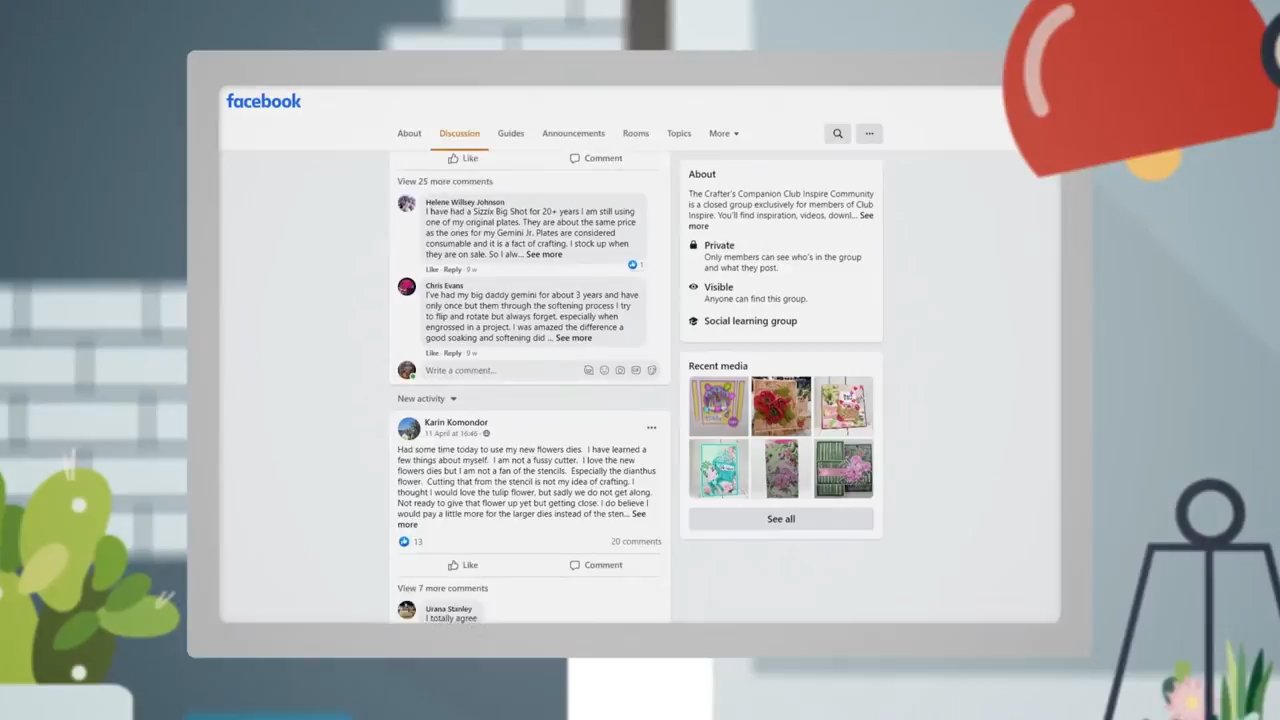 facebook
About Discussion Guides Announcements Rooms Topics More
Like Comment
View 25 more comments
Helene Willsey Johnson
I have had a Sizzix Big Shot for 20+ years I am still using
one of my original plates. They are about the same price
as the ones for my Gemini Jr. Plates are considered
consumable and it is a fact of crafting. I stock up when
they are on sale. So I alw... See more
1
Like · Reply · 9 w
Chris Evans
I've had my big daddy gemini for about 3 years and have
only once but them through the softening process I try
to flip and rotate but always forget, especially when
engrossed in a project. I was amazed the difference a
good soaking and softening did ... See more
Like · Reply · 9 w
Write a comment...
New activity
Karin Komondor
11 April at 16:46 ·
Had some time today to use my new flowers dies. I have learned a
few things about myself. I am not a fussy cutter. I love the new
flowers dies but I am not a fan of the stencils. Especially the dianthus
flower. Cutting that from the stencil is not my idea of crafting. I
thought I would love the tulip flower, but sadly we do not get along.
Not ready to give that flower up yet but getting close. I do believe I
would pay a little more for the larger dies instead of the sten... See
more
13 20 comments
Like Comment
View 7 more comments
Urana Stanley
I totally agree
About
The Crafter's Companion Club Inspire Community
is a closed group exclusively for members of Club
Inspire. You'll find inspiration, videos, downl... See
more
Private
Only members can see who's in the group
and what they post.
Visible
Anyone can find this group.
Social learning group
Recent media
See all